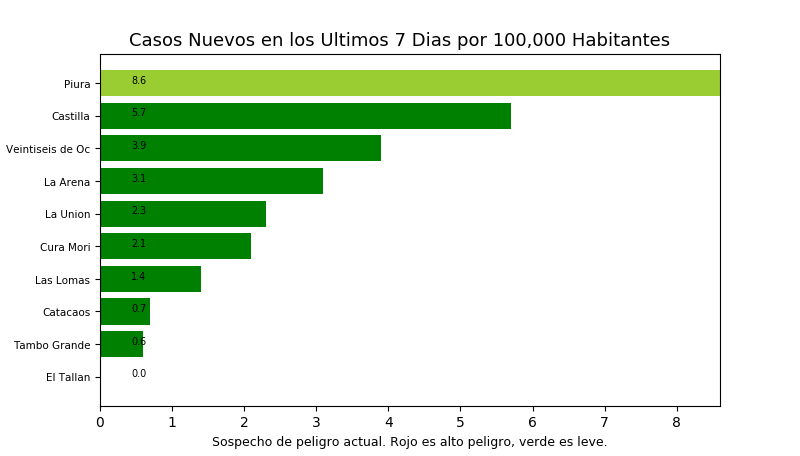 Casos Nuevos en los Ultimos 7 Dias por 100,000 Habitantes
Piura 8.6
Castilla 5.7
Veintiseis de Oc 3.9
La Arena 3.1
La Union 2.3
Cura Mori 2.1
Las Lomas 1.4
Catacaos 0.7
Tambo Grande 0.6
El Tallan 0.0
0 1 2 3 4 5 6 7 8
Sospecho de peligro actual. Rojo es alto peligro, verde es leve.